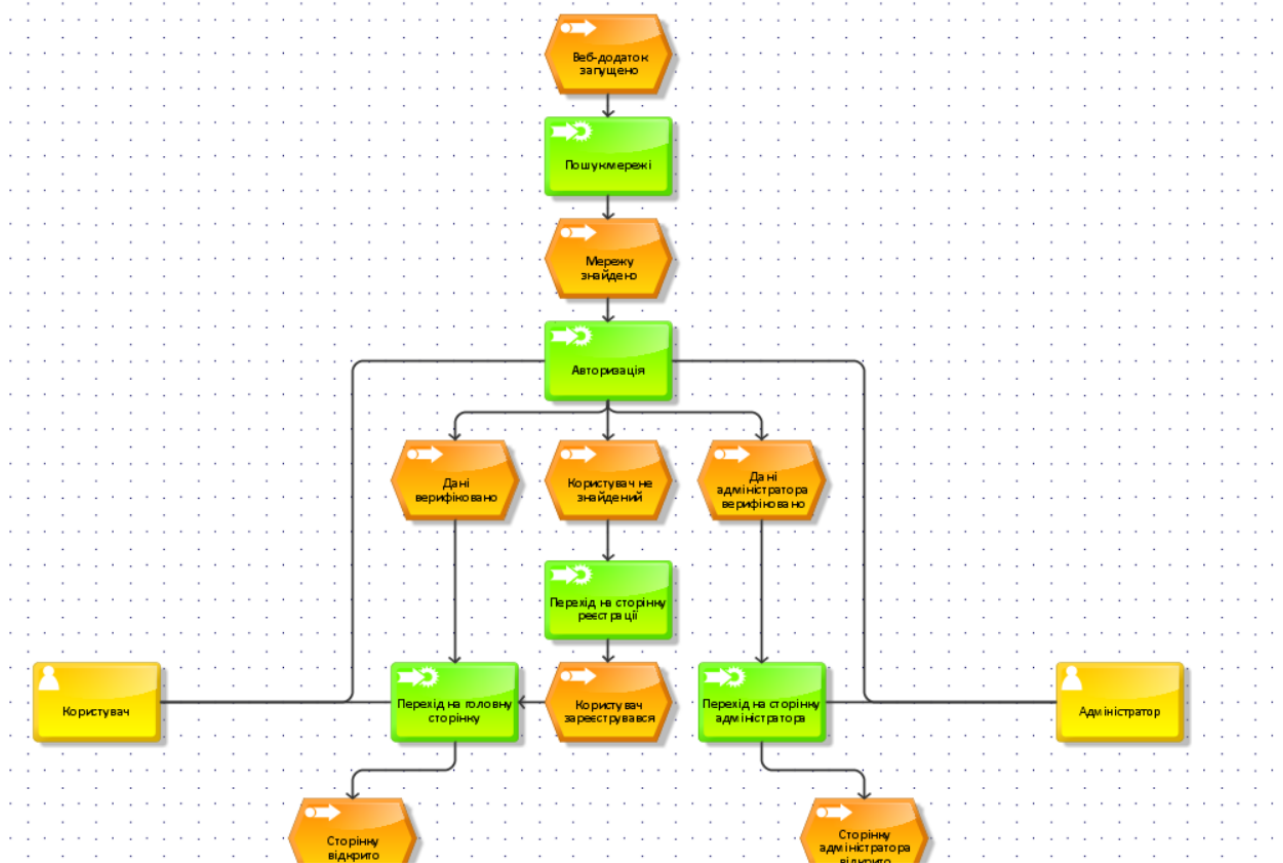 Веб-додаток
запущено
Пошук мережі
Мережу
знайдено
Авторизація
Дані
верифіковано
Користувач не
знайдений
Дані
адміністратора
верифіковано
Перехід на сторінку
реєстрації
Користувач
Перехід на головну
сторінку
Користувач
зареєструвався
Перехід на сторінку
адміністратора
Адміністратор
Сторінку
відкрито
Сторінку
адміністратора
відкрито